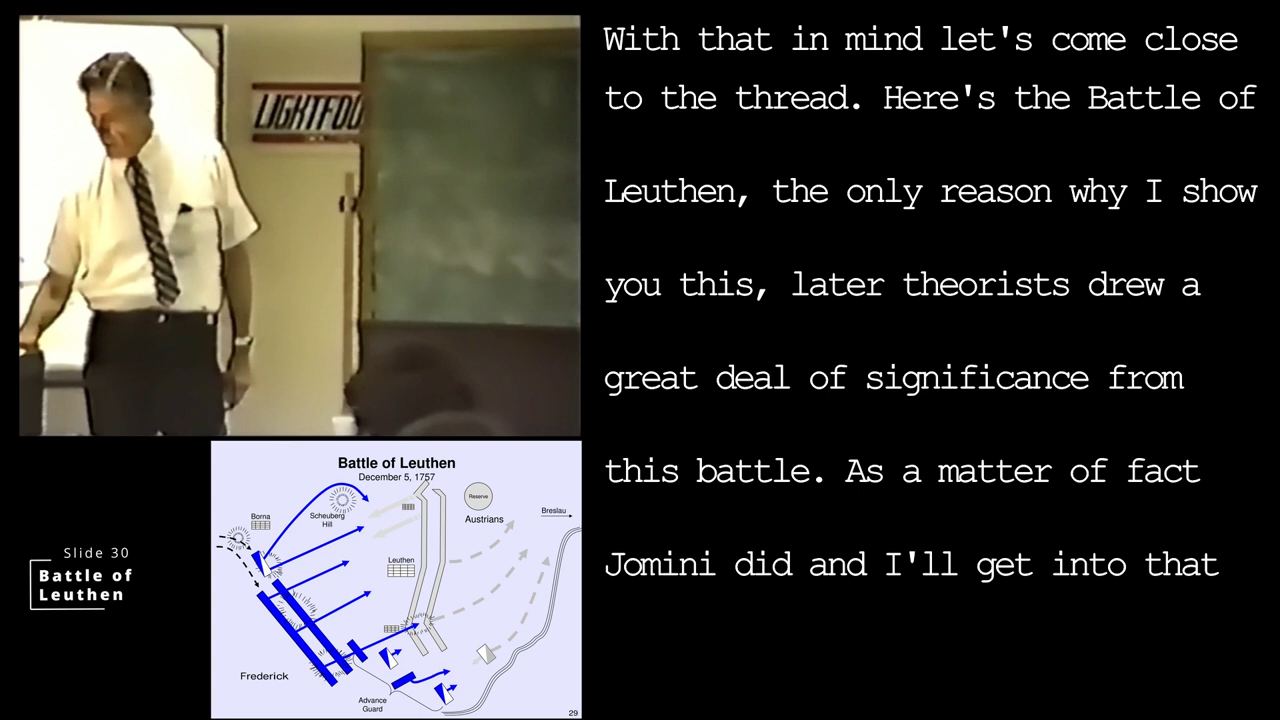 LIGHTFOO
With that in mind let's come close
to the thread. Here's the Battle of
Leuthen, the only reason why I show
you this, later theorists drew a
great deal of significance from
this battle. As a matter of fact
Jomini did and I'll get into that
Slide 30
Battle of
Leuthen
Battle of Leuthen
December 5, 1757
Reserve
Austrians
Breslau
Borna
Scheuberg
Hill
Leuthen
Frederick
Advance
Guard
29